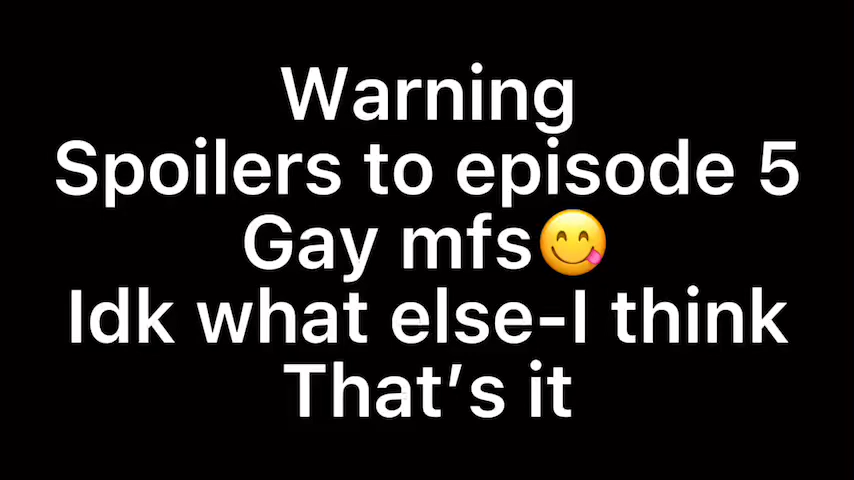 Warning
Spoilers to episode 5
Gay mfs😋
Idk what else-I think
That’s it